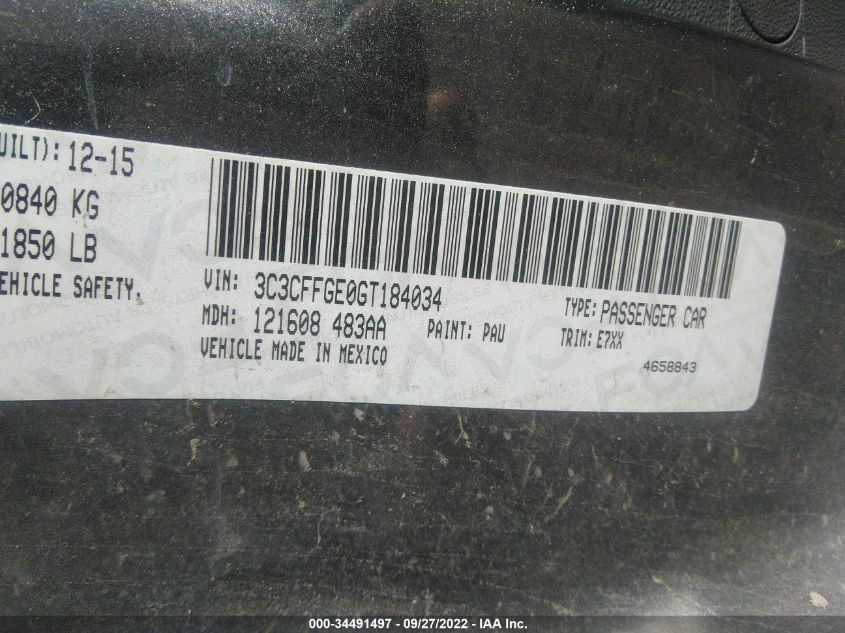 UILT): 12-15
0840 KG
1850 LB
EHICLE SAFETY.
VIN: 3C3CFFGE0GT184034
TYPE: PASSENGER CAR
MDH: 121608 483AA
PAINT: PAU
TRIM: E7XX
VEHICLE MADE IN MEXICO
4658843
000-34491497 - 09/27/2022 - IAA Inc.